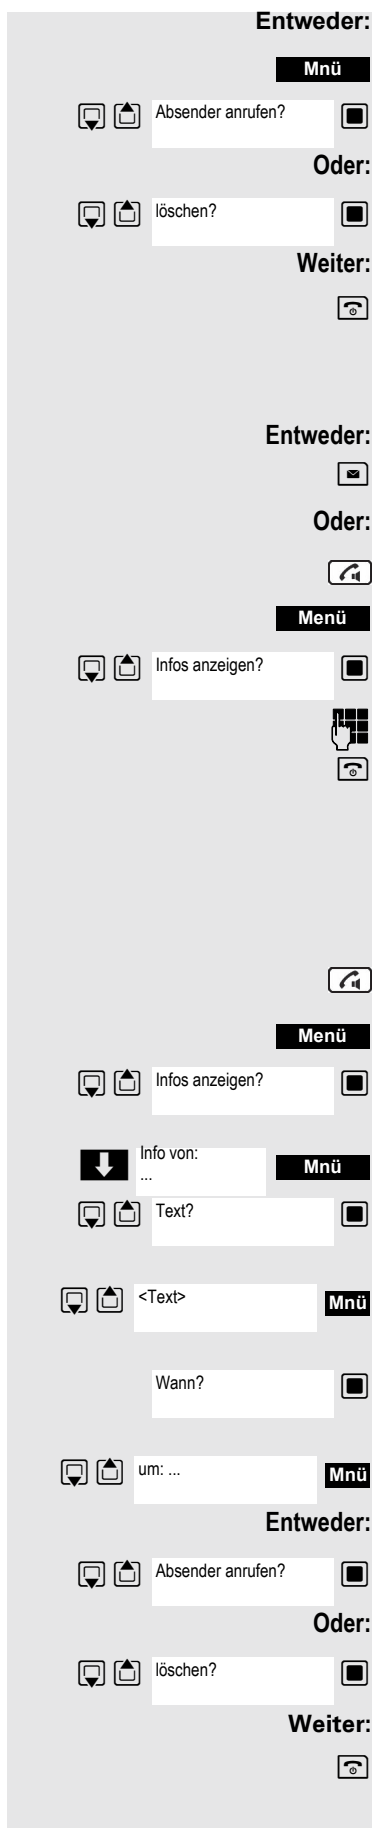 Entweder:
Mnü
Absender anrufen?
Oder:
löschen?
Weiter:
Entweder:
Oder:
Menü
Infos anzeigen?
Menü
Infos anzeigen?
Info von:
...
Mnü
Text?
<Text>
Mnü
Wann?
um: ...
Mnü
Entweder:
Absender anrufen?
Oder:
löschen?
Weiter: